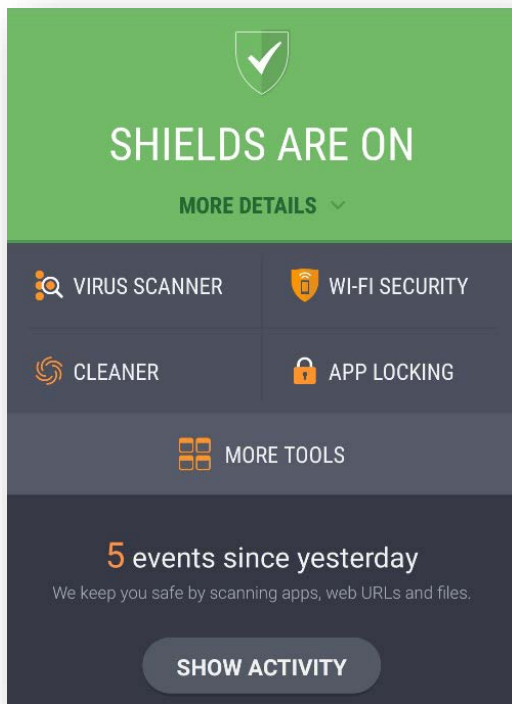 SHIELDS ARE ON
MORE DETAILS
VIRUS SCANNER
WI-FI SECURITY
CLEANER
APP LOCKING
MORE TOOLS
5 events since yesterday
We keep you safe by scanning apps, web URLs and files.
SHOW ACTIVITY